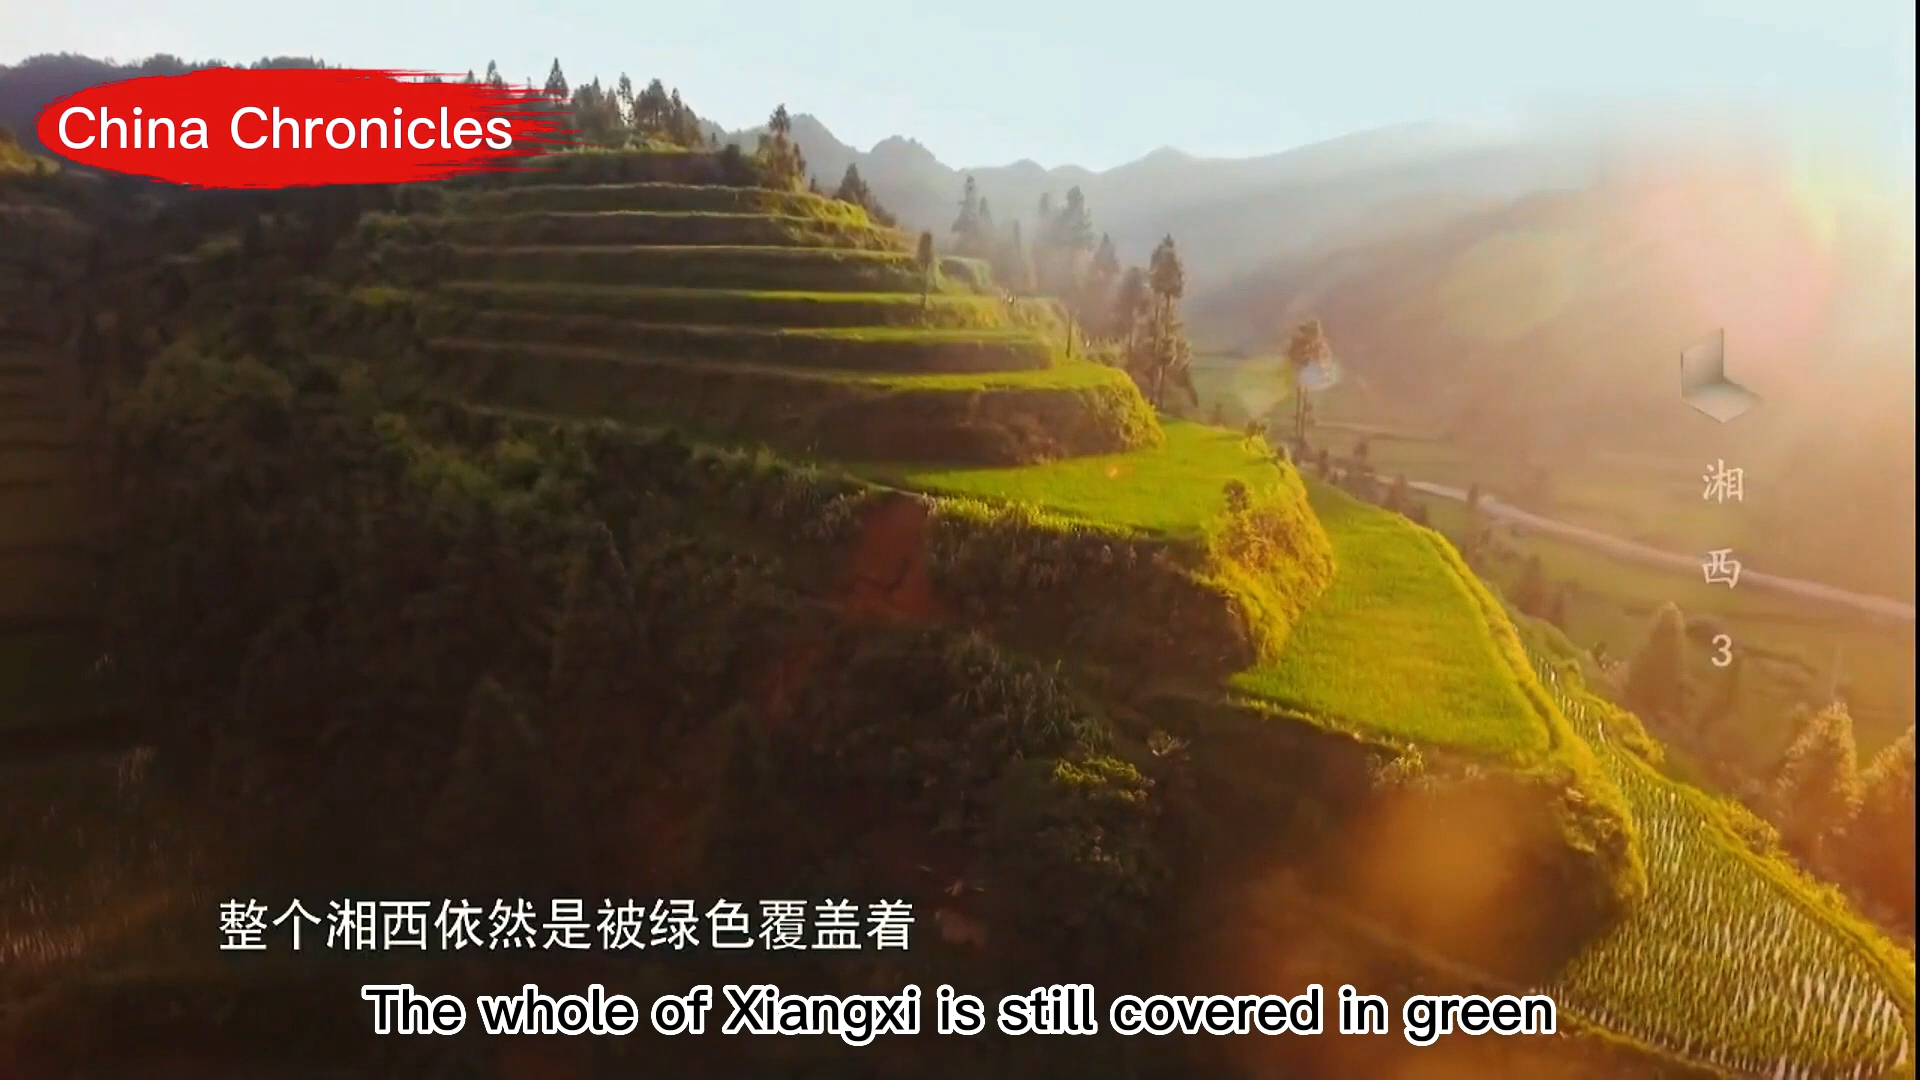 China Chronicles
湘
西
3
整个湘西依然是被绿色覆盖着
The whole of Xiangxi is still covered in green